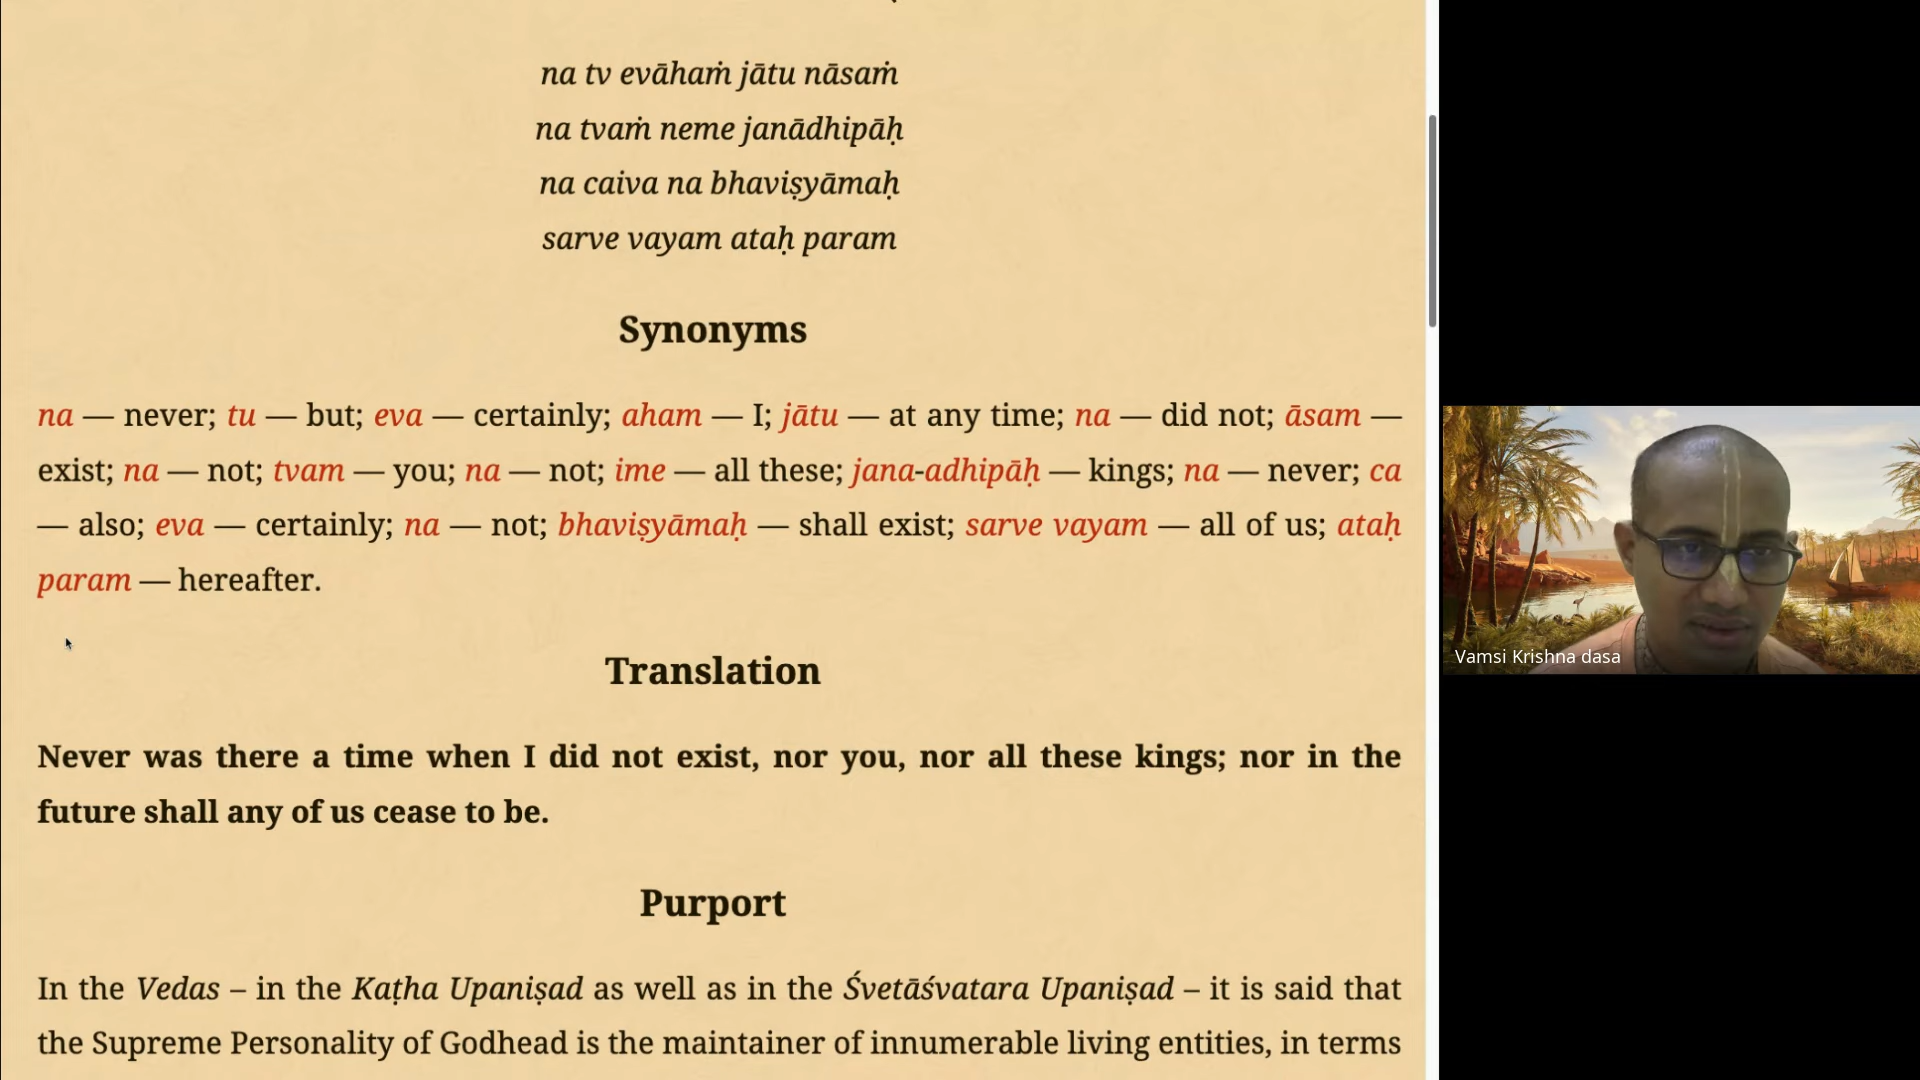 na tv evāhaṁ jātu nāsaṁ
na tvaṁ neme janādhipāḥ
na caiva na bhaviṣyāmaḥ
sarve vayam ataḥ param
Synonyms
na — never; tu — but; eva — certainly; aham — I; jātu — at any time; na — did not; āsam —
exist; na — not; tvam — you; na — not; ime — all these; jana-adhipāḥ — kings; na — never; ca
— also; eva — certainly; na — not; bhaviṣyāmaḥ — shall exist; sarve vayam — all of us; ataḥ
param — hereafter.
Translation
Never was there a time when I did not exist, nor you, nor all these kings; nor in the
future shall any of us cease to be.
Purport
In the Vedas – in the Kaṭha Upaniṣad as well as in the Śvetāśvatara Upaniṣad – it is said that
the Supreme Personality of Godhead is the maintainer of innumerable living entities, in terms
Vamsi Krishna dasa